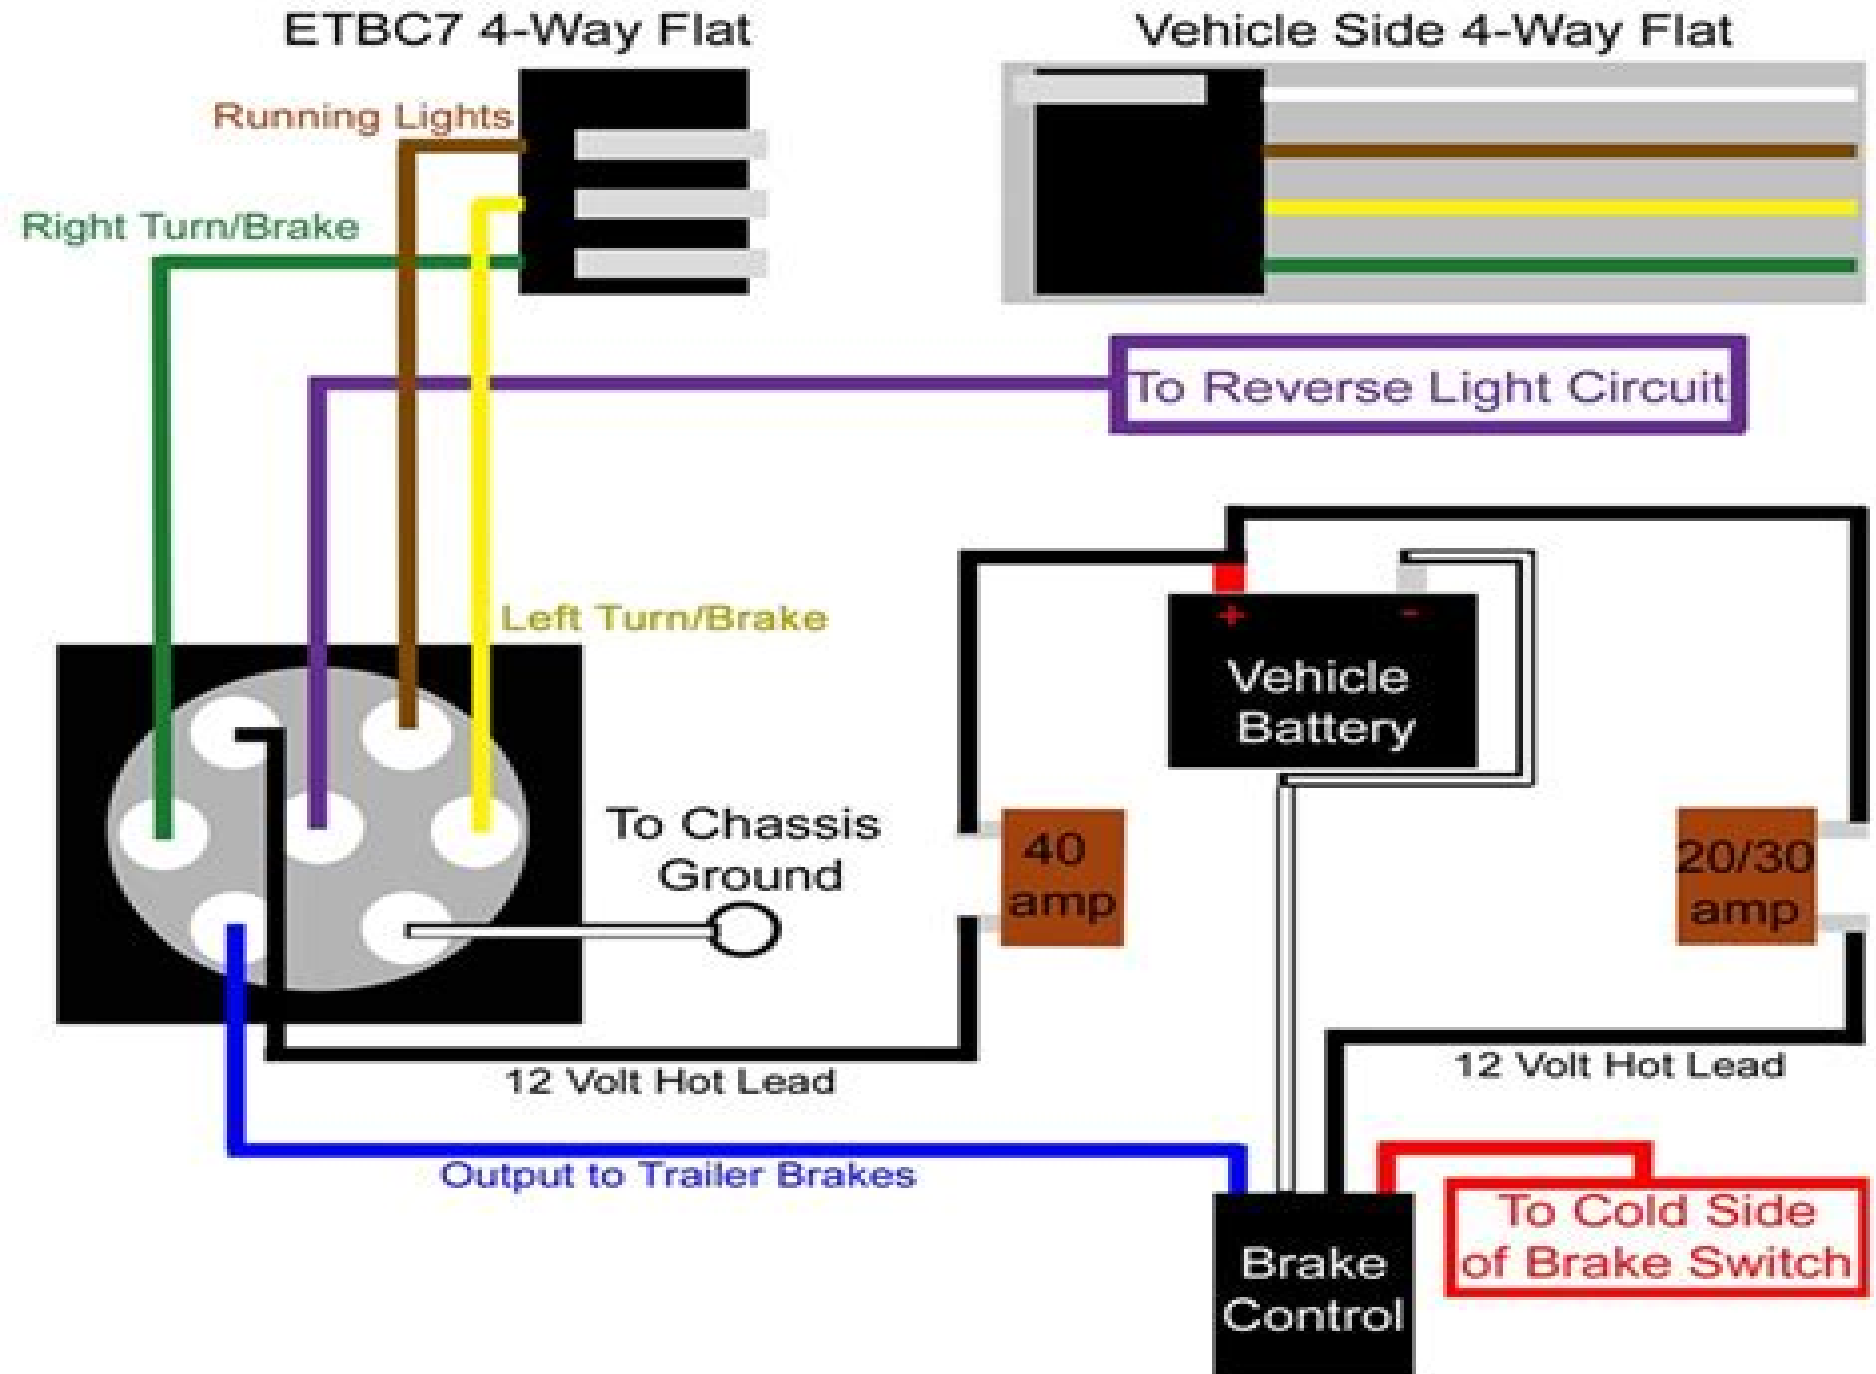 ETBC7 4-Way Flat
Vehicle Side 4-Way Flat
Running Lights
Right Turn/Brake
To Reverse Light Circuit
Left Turn/Brake
+
-
Vehicle
Battery
To Chassis
Ground
40
amp
20/30
amp
12 Volt Hot Lead
12 Volt Hot Lead
Output to Trailer Brakes
To Cold Side
of Brake Switch
Brake
Control